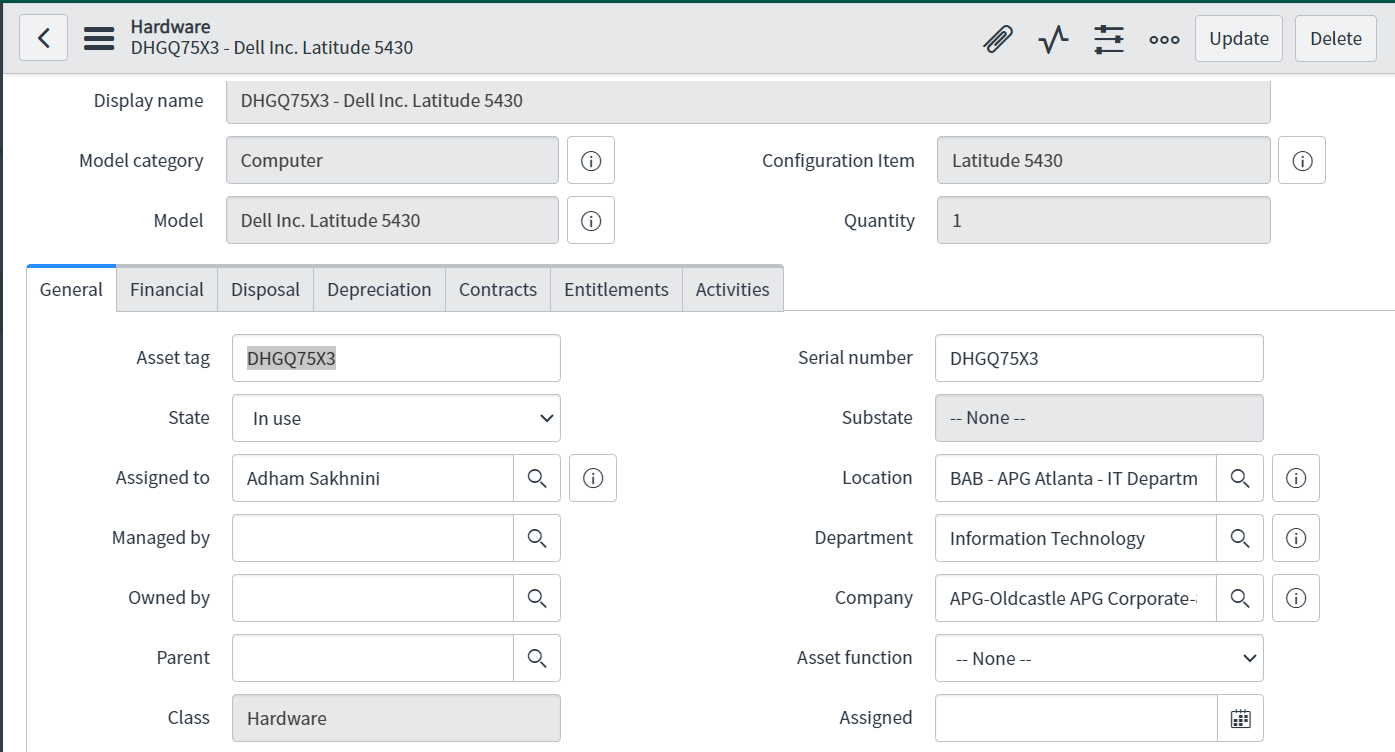 Hardware
DHGQ75X3 - Dell Inc. Latitude 5430
Update
Delete
Display name
DHGQ75X3 - Dell Inc. Latitude 5430
Model category
Computer
Configuration Item
Latitude 5430
Model
Dell Inc. Latitude 5430
Quantity
1
General
Financial
Disposal
Depreciation
Contracts
Entitlements
Activities
Asset tag
DHGQ75X3
Serial number
DHGQ75X3
State
In use
Substate
-- None --
Assigned to
Adham Sakhnini
Location
BAB - APG Atlanta - IT Departm
Managed by
Department
Information Technology
Owned by
Company
APG-Oldcastle APG Corporate-
Parent
Asset function
-- None --
Class
Hardware
Assigned